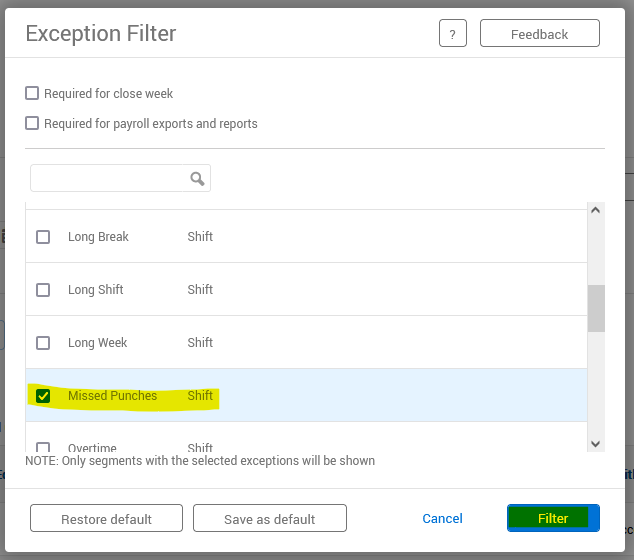 Exception Filter
?
Feedback
Required for close week
Required for payroll exports and reports
Long Break Shift
Long Shift Shift
Long Week Shift
Missed Punches Shift
Overtime Shift
NOTE: Only segments with the selected exceptions will be shown
Restore default
Save as default
Cancel
Filter